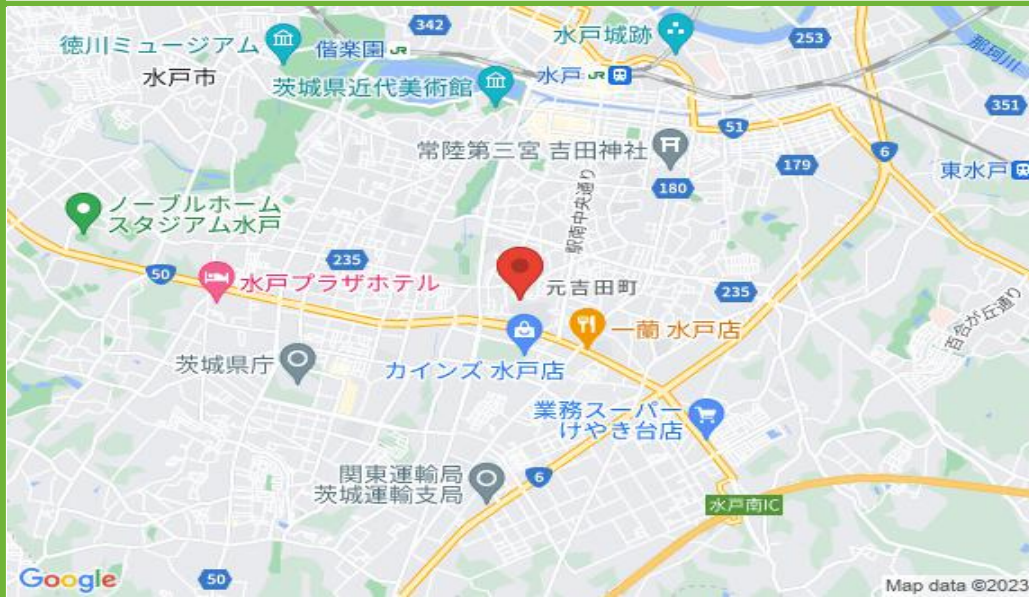 342
253
徳川ミュージアム
偕楽園 JR
水戸城跡
那珂川
水戸市
水戸 JR
茨城県近代美術館
351
51
常陸第三宮 吉田神社
6
179
東水戸
180
ノーブルホーム
スタジアム水戸
駅南中央通り
235
50
水戸プラザホテル
元吉田町
235
百合が丘通り
一蘭 水戸店
茨城県庁
カインズ 水戸店
業務スーパー
けやき台店
関東運輸局
茨城運輸支局
6
水戸南IC
Google
50
Map data ©2023